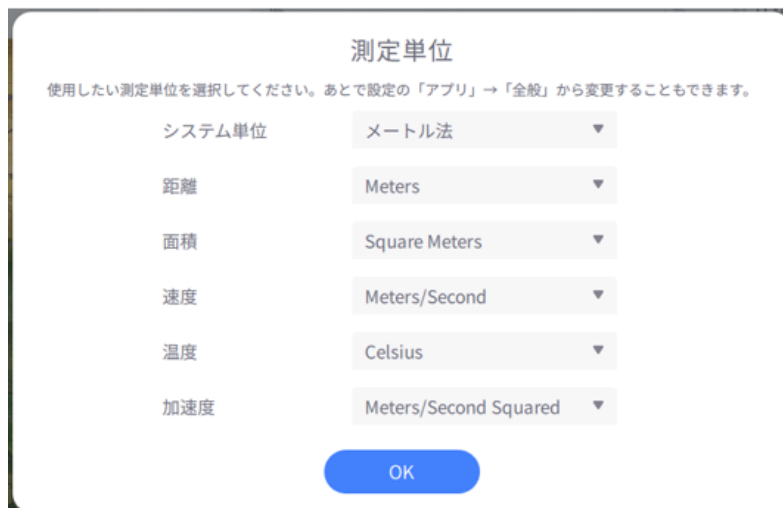 測定単位
使用したい測定単位を選択してください。あとで設定の「アプリ」→「全般」から変更することもできます。
システム単位 メートル法
距離 Meters
面積 Square Meters
速度 Meters/Second
温度 Celsius
加速度 Meters/Second Squared
OK